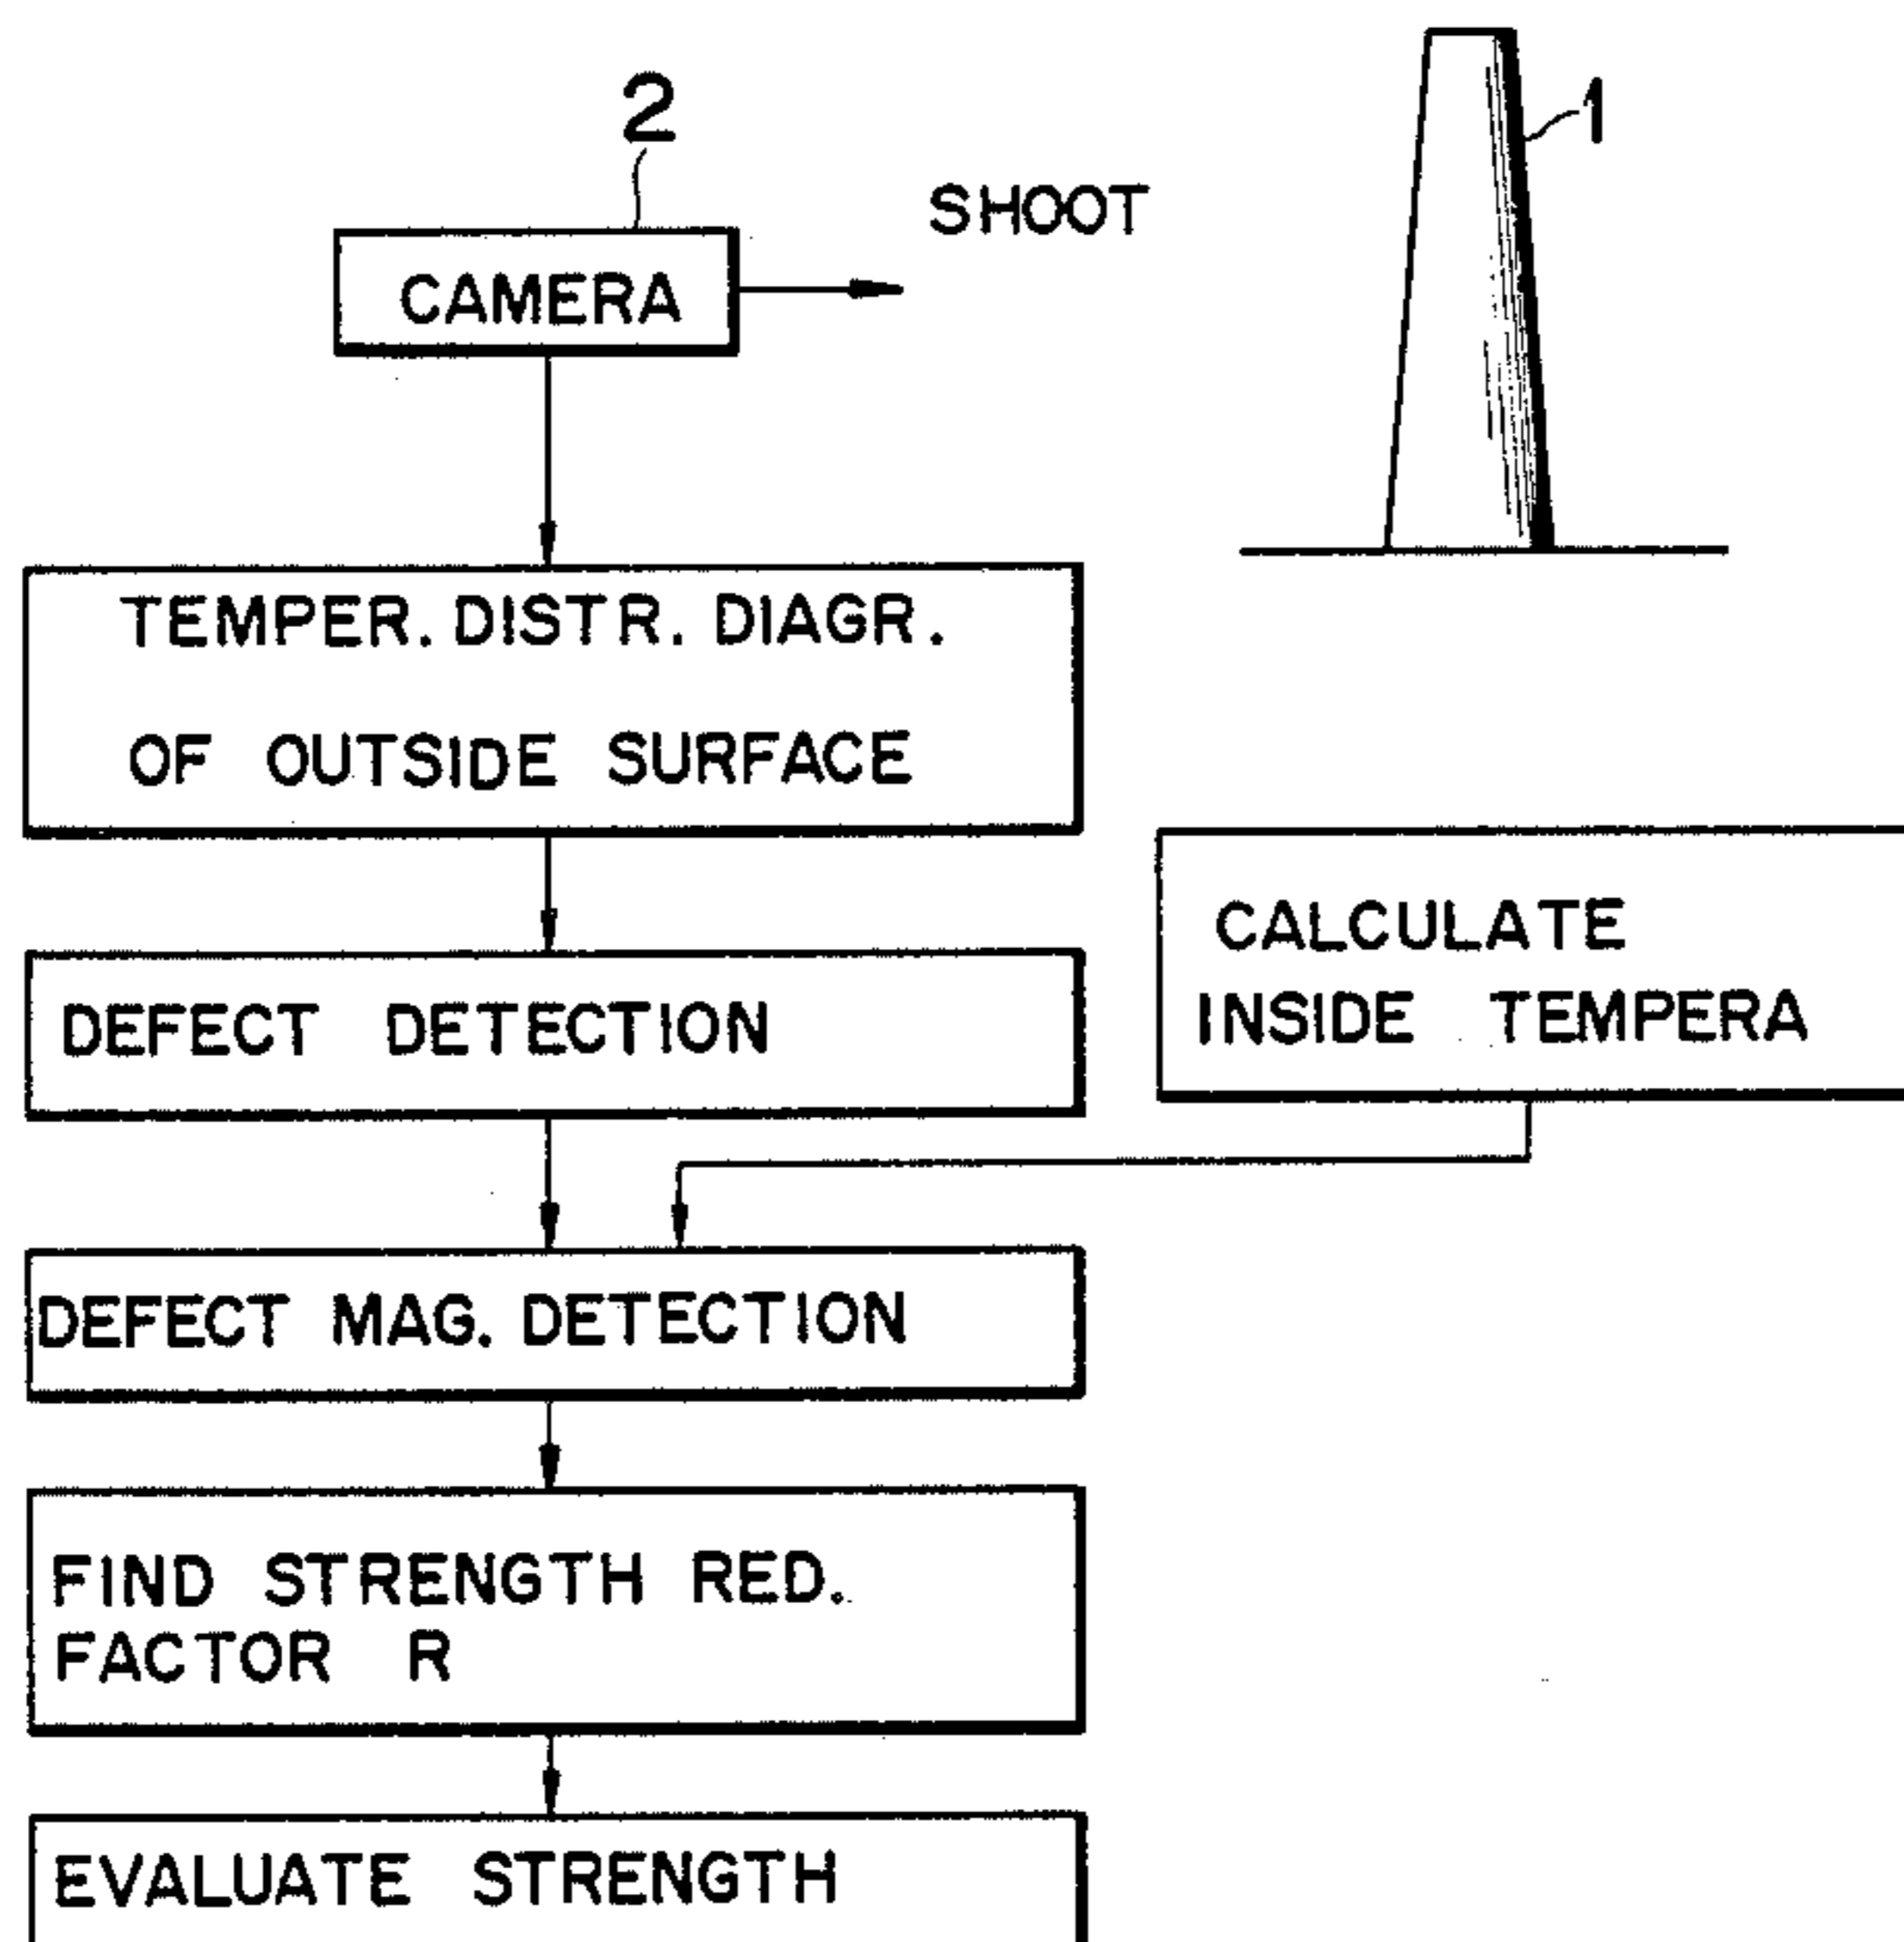 2
1
SHOOT
CAMERA
TEMPER. DISTR. DIAGR.
OF OUTSIDE SURFACE
CALCULATE
INSIDE TEMPERA
DEFECT DETECTION
DEFECT MAG. DETECTION
FIND STRENGTH RED.
FACTOR R
EVALUATE STRENGTH